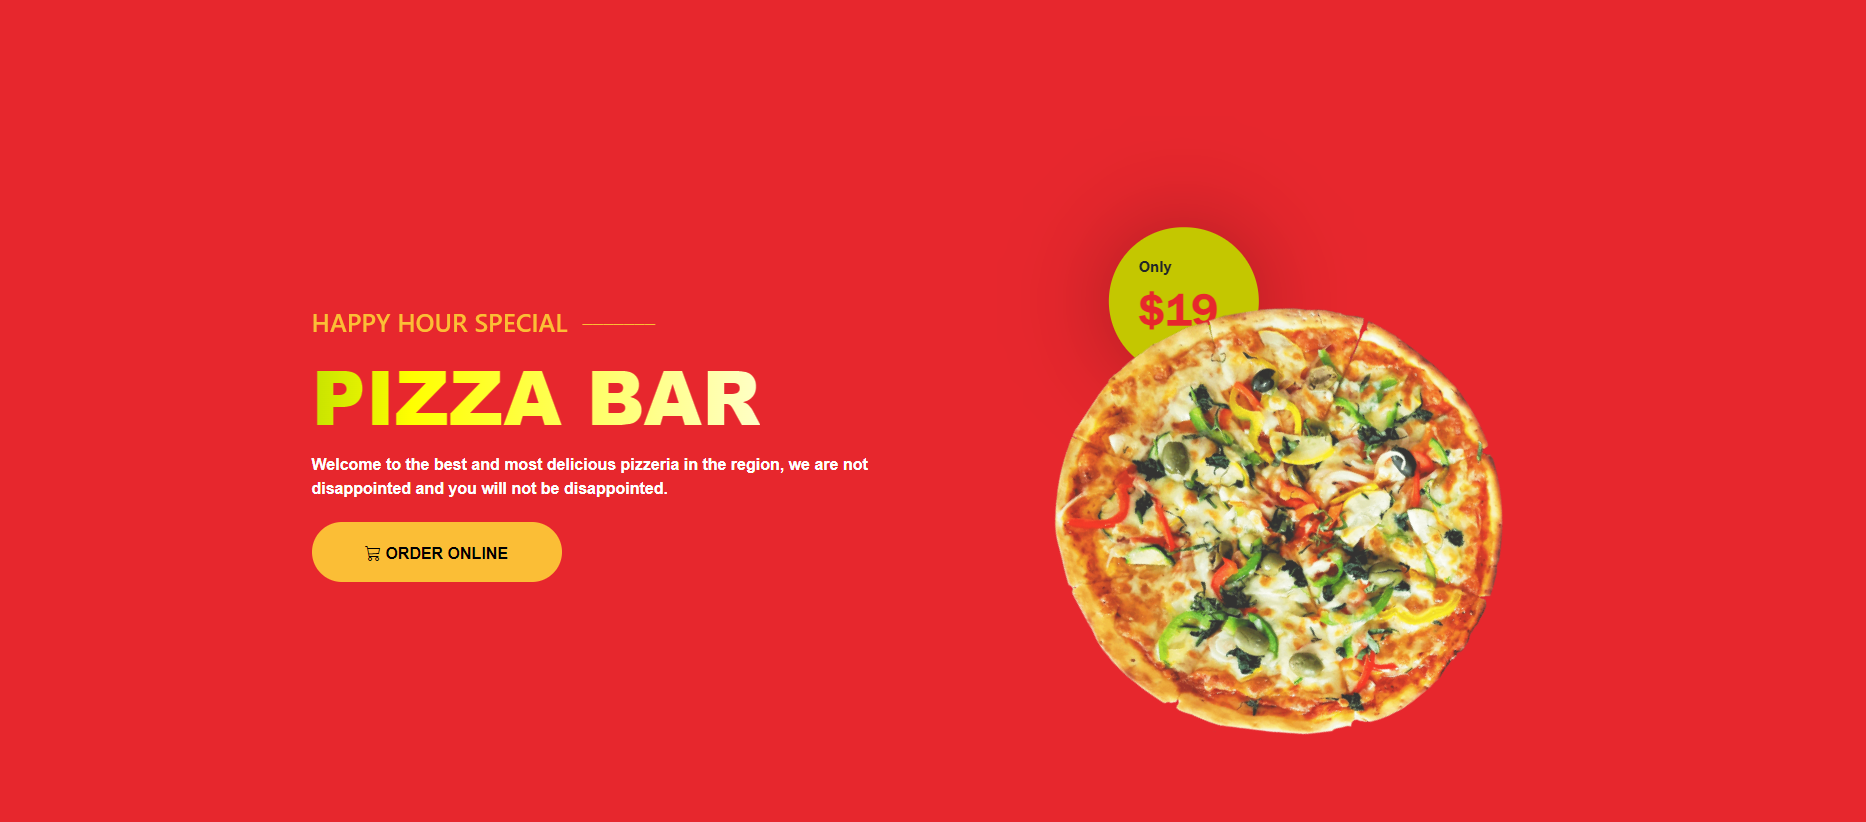 HAPPY HOUR SPECIAL
PIZZA BAR
Welcome to the best and most delicious pizzeria in the region, we are not
disappointed and you will not be disappointed.
ORDER ONLINE
Only
$19